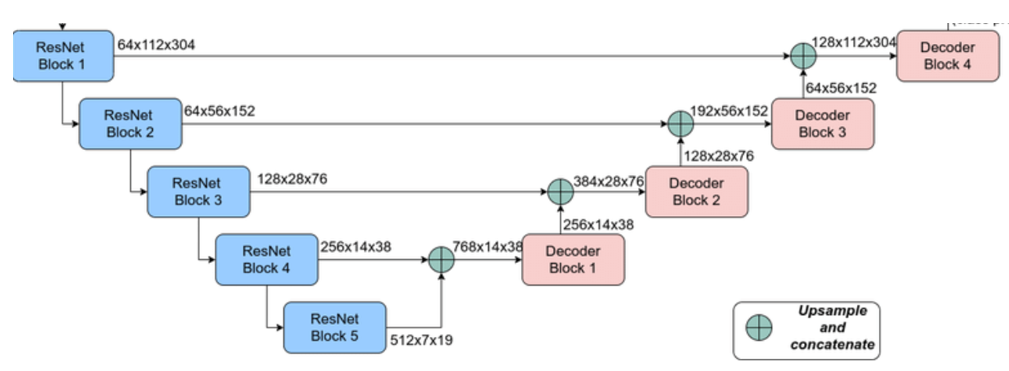 ResNet
Block 1
64x112x304
128x112x304
Decoder
Block 4
64x56x152
ResNet
Block 2
64x56x152
192x56x152
Decoder
Block 3
128x28x76
ResNet
Block 3
128x28x76
384x28x76
Decoder
Block 2
256x14x38
ResNet
Block 4
256x14x38
768x14x38
Decoder
Block 1
ResNet
Block 5
512x7x19
Upsample
and
concatenate